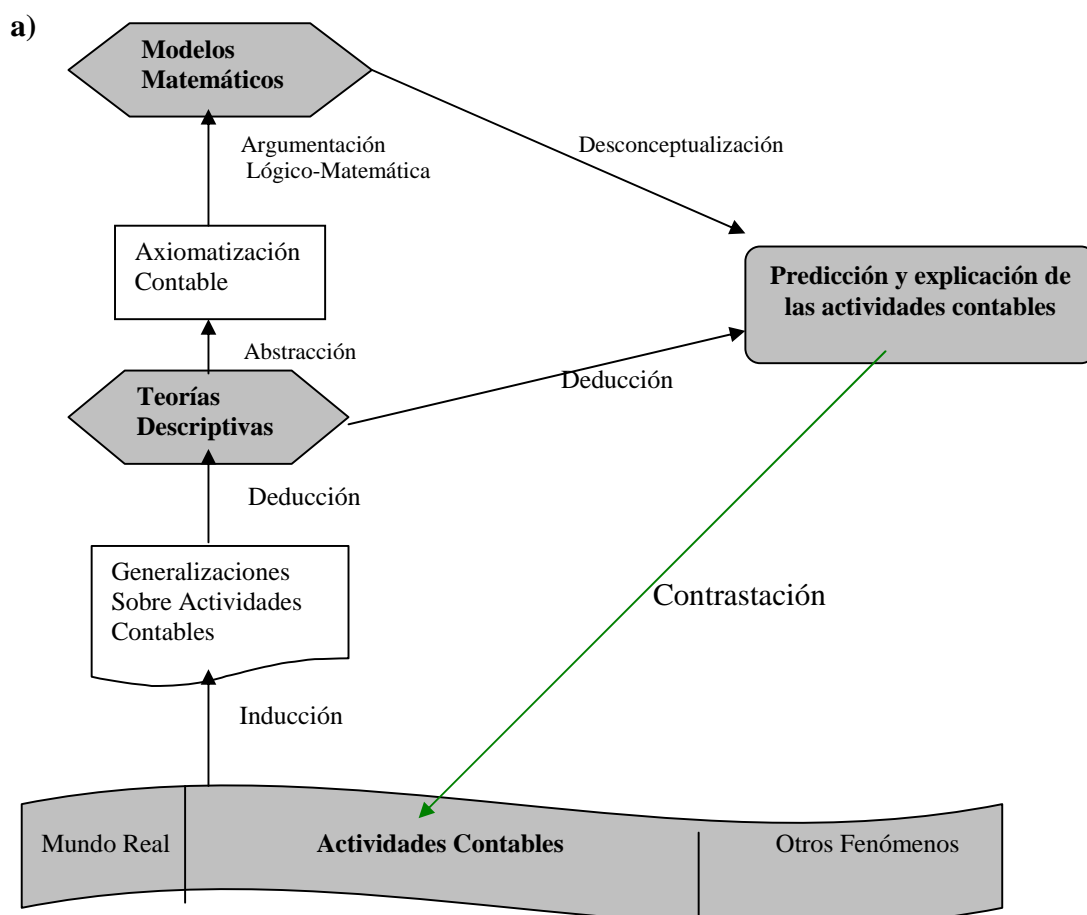 a)
Modelos
Matemáticos
Argumentación
Lógico-Matemática
Desconceptualización
Axiomatización
Contable
Predicción y explicación de
las actividades contables
Abstracción
Deducción
Teorías
Descriptivas
Deducción
Generalizaciones
Sobre Actividades
Contables
Contrastación
Inducción
Mundo Real
Actividades Contables
Otros Fenómenos